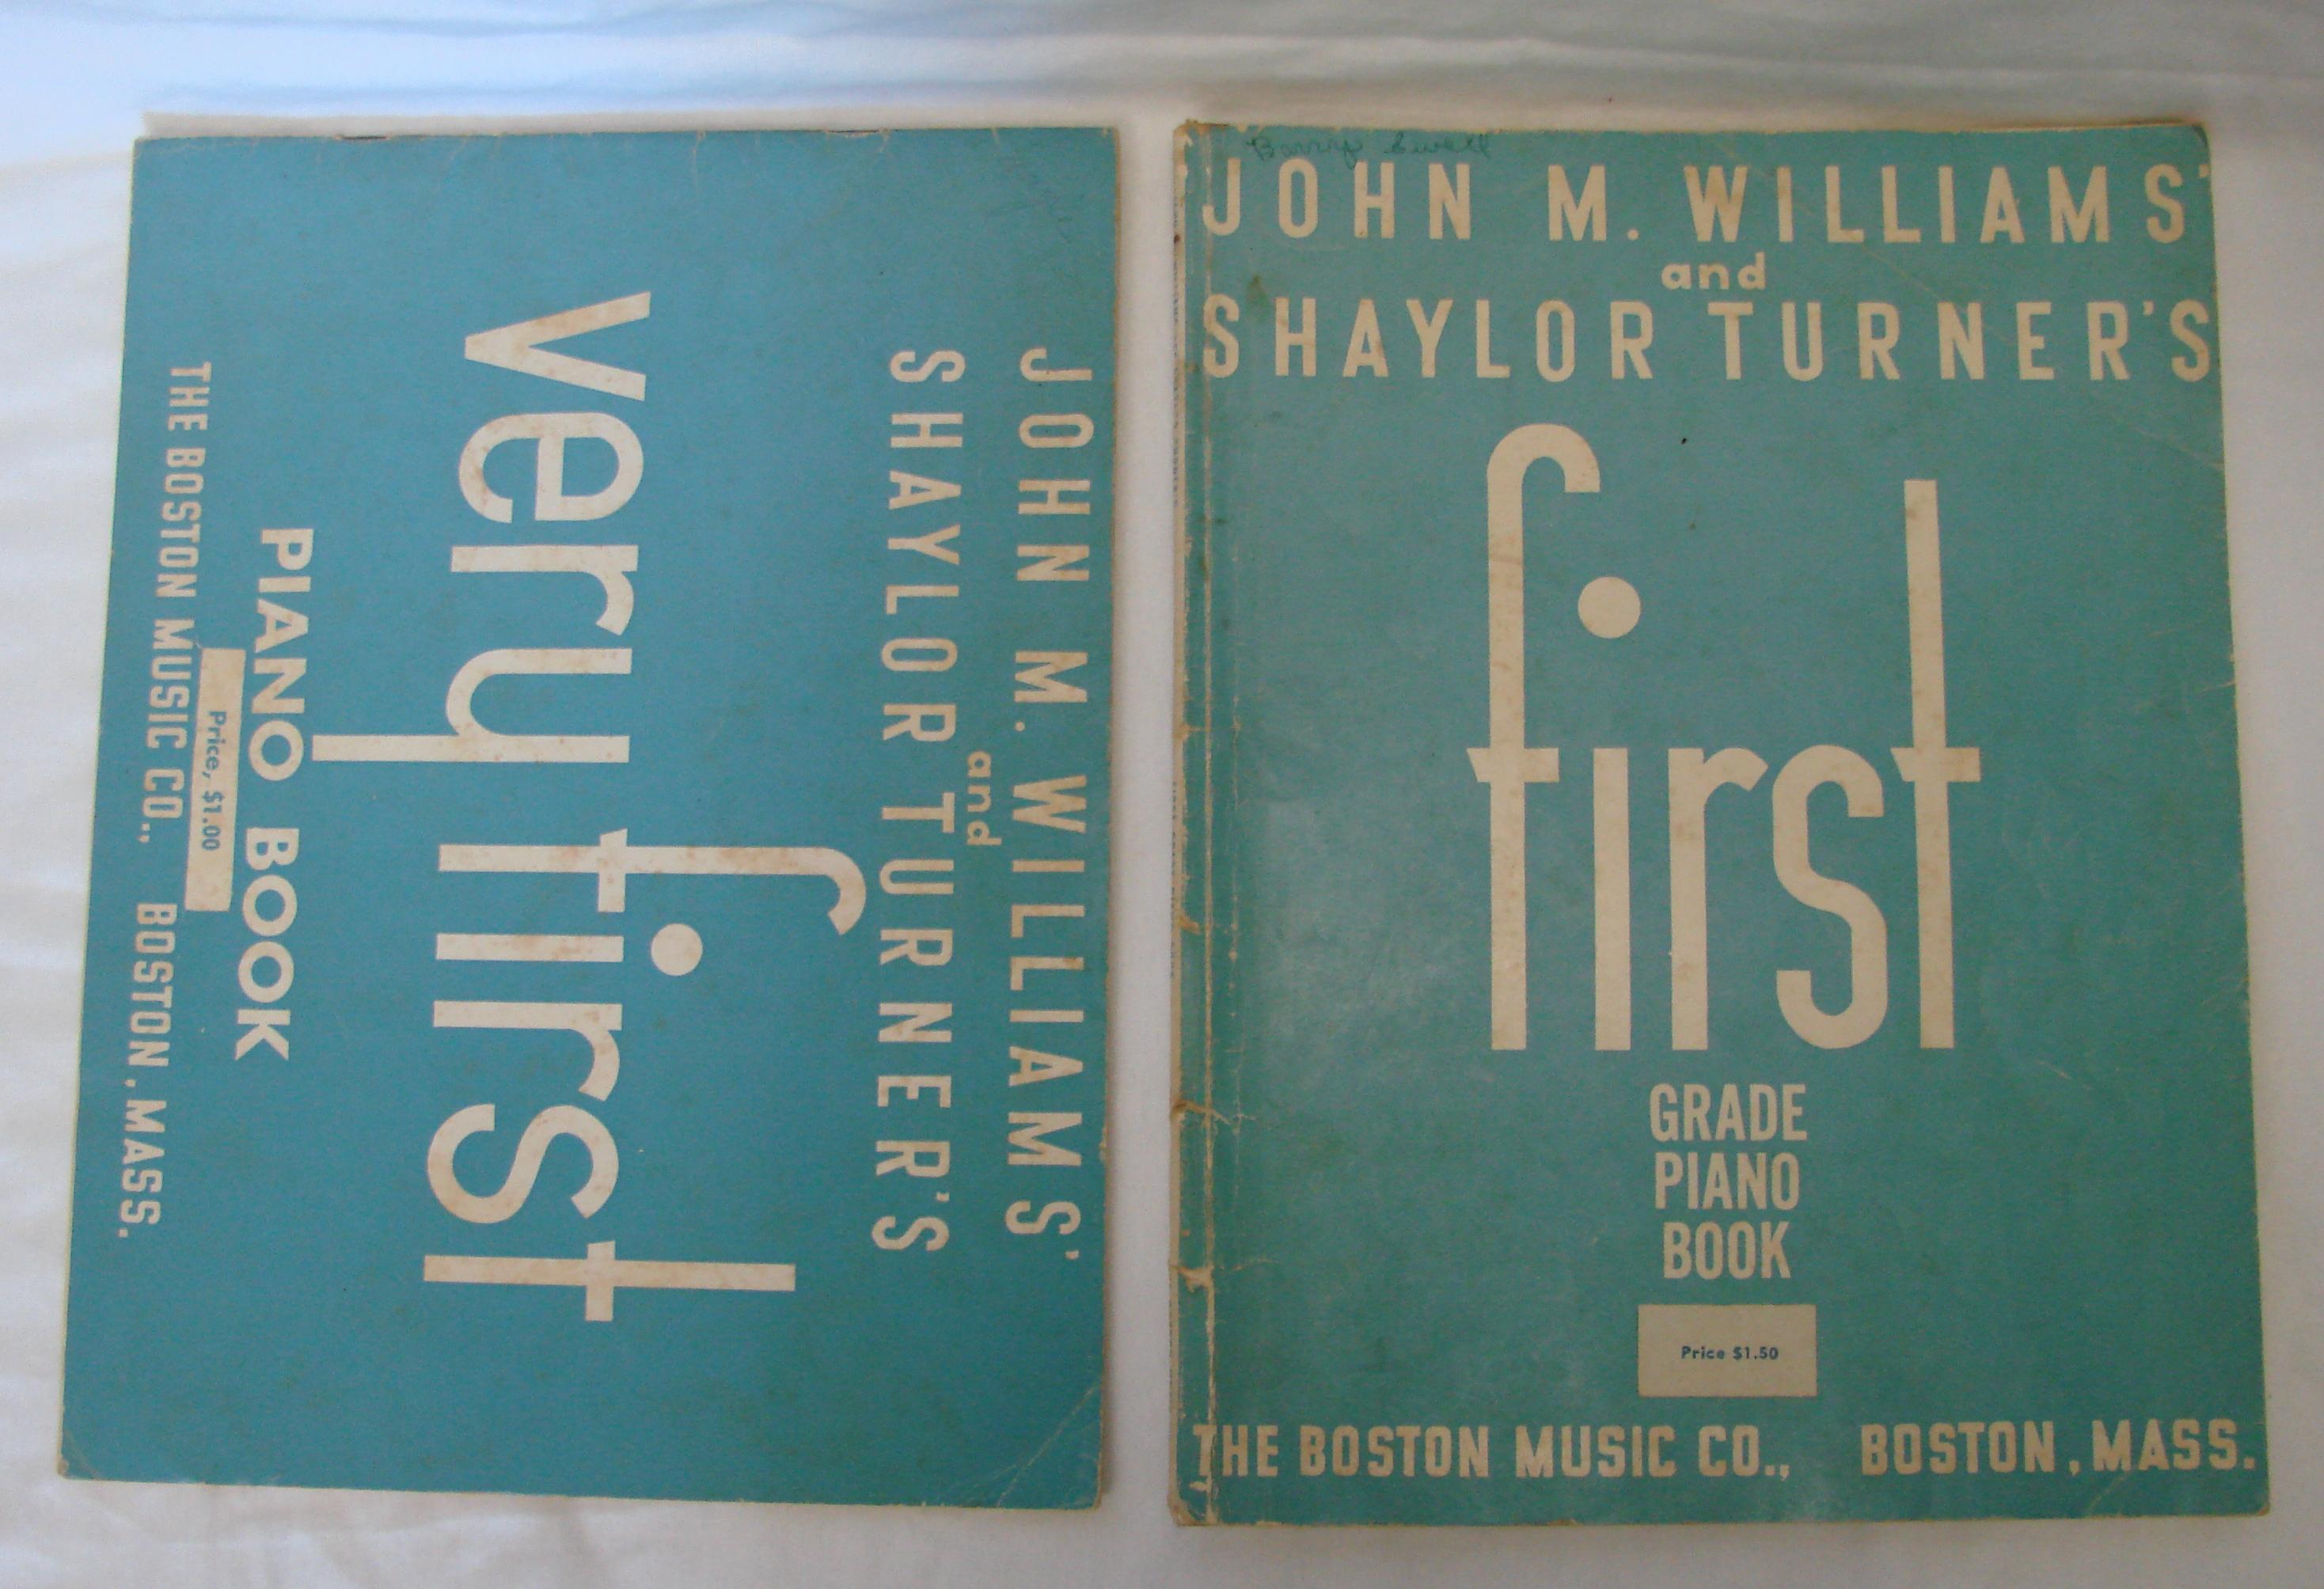 JOHN M. WILLIAMS'
and
SHAYLOR TURNER'S
very first
PIANO BOOK
Price, $1.00
THE BOSTON MUSIC CO., BOSTON, MASS.
JOHN M. WILLIAMS'
and
SHAYLOR TURNER'S
first
GRADE
PIANO
BOOK
Price $1.50
THE BOSTON MUSIC CO., BOSTON, MASS.